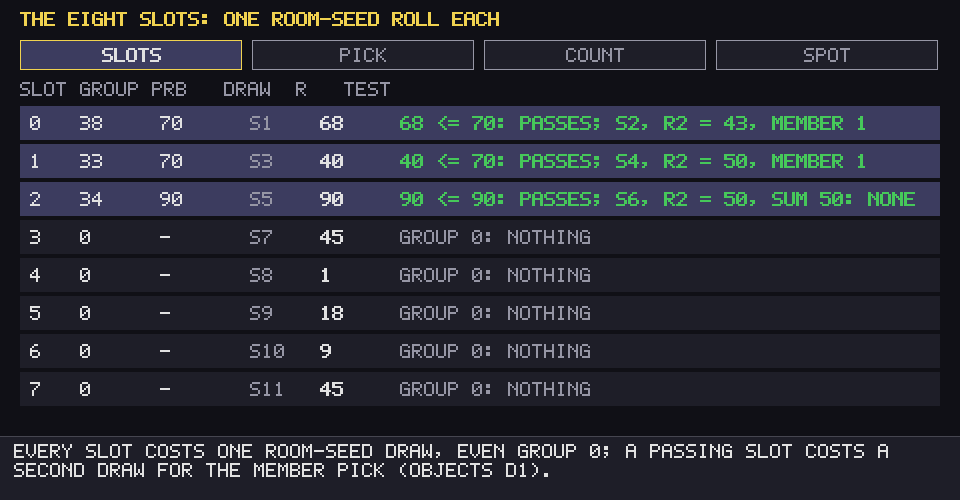 THE EIGHT SLOTS: ONE ROOM-SEED ROLL EACH
SLOTS PICK COUNT SPOT
SLOT GROUP PRB DRAW R TEST
0 38 70 S1 68 68 <= 70: PASSES; S2, R2 = 43, MEMBER 1
1 33 70 S3 40 40 <= 70: PASSES; S4, R2 = 50, MEMBER 1
2 34 90 S5 90 90 <= 90: PASSES; S6, R2 = 50, SUM 50: NONE
3 0 - S7 45 GROUP 0: NOTHING
4 0 - S8 1 GROUP 0: NOTHING
5 0 - S9 18 GROUP 0: NOTHING
6 0 - S10 9 GROUP 0: NOTHING
7 0 - S11 45 GROUP 0: NOTHING
EVERY SLOT COSTS ONE ROOM-SEED DRAW, EVEN GROUP 0; A PASSING SLOT COSTS A
SECOND DRAW FOR THE MEMBER PICK (OBJECTS D1).